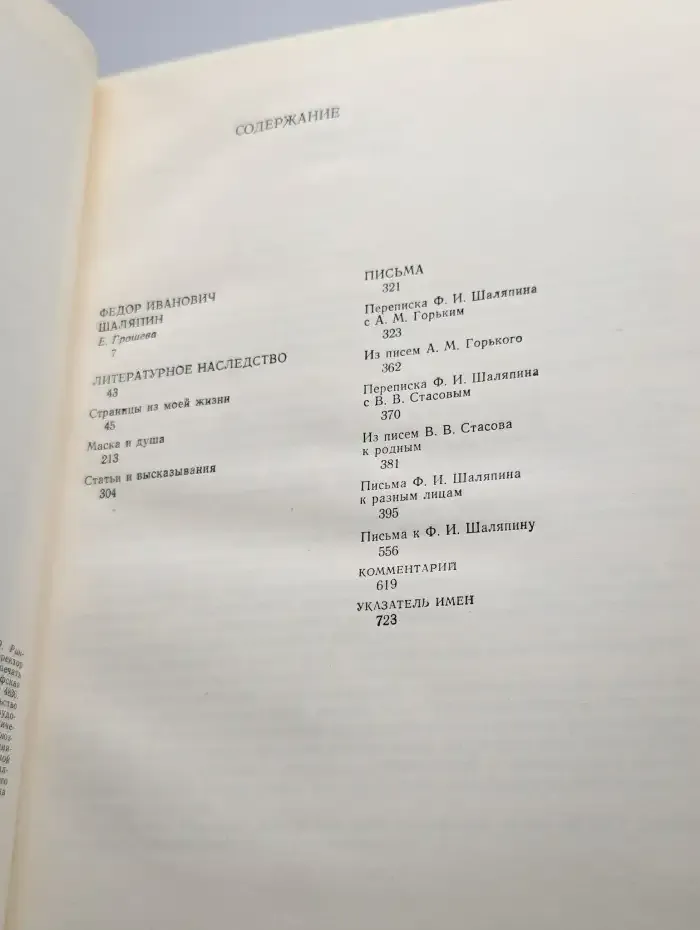 СОДЕРЖАНИЕ
ФЕДОР ИВАНОВИЧ
ШАЛЯПИН
Е. Грошева
7
ЛИТЕРАТУРНОЕ НАСЛЕДСТВО
43
Страницы из моей жизни
45
Маска и душа
213
Статьи и высказывания
304
ПИСЬМА
321
Переписка Ф. И. Шаляпина
с А. М. Горьким
323
Из писем А. М. Горького
362
Переписка Ф. И. Шаляпина
с В. В. Стасовым
370
Из писем В. В. Стасова
к родным
381
Письма Ф. И. Шаляпина
к разным лицам
395
Письма к Ф. И. Шаляпину
556
КОММЕНТАРИЙ
619
УКАЗАТЕЛЬ ИМЕН
723